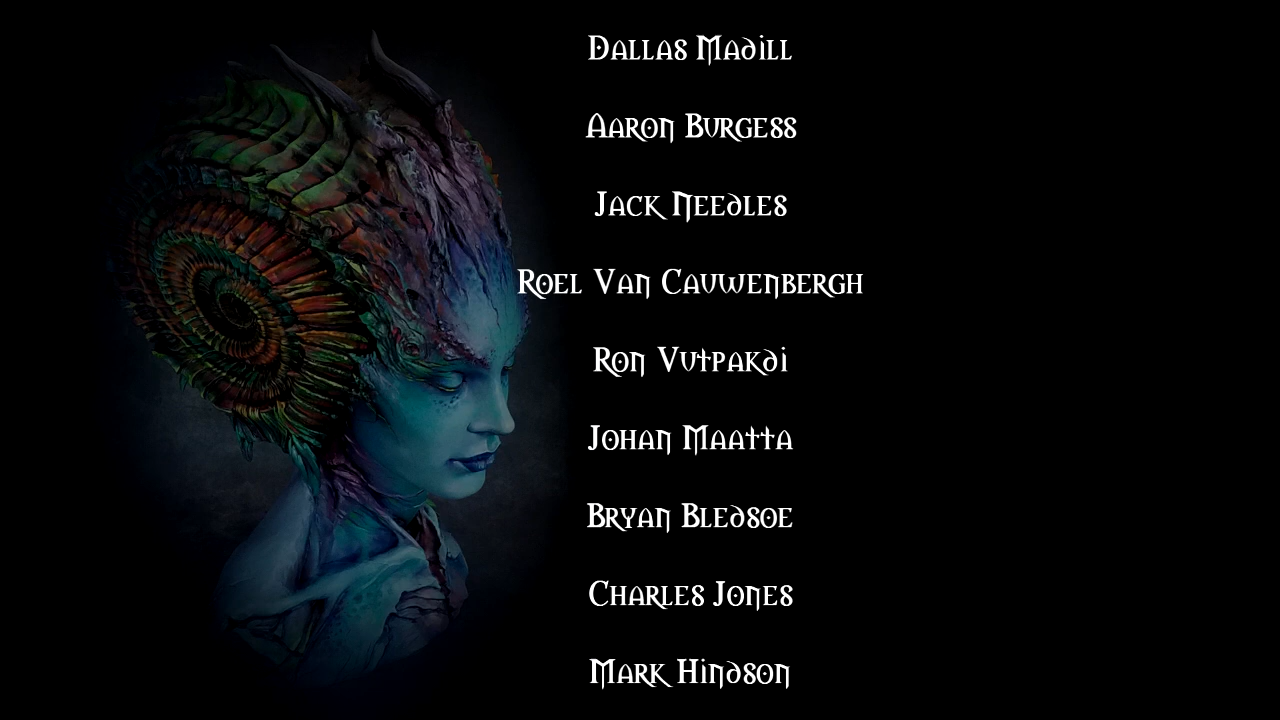 Dallas Madill
Aaron Burgess
Jack Needles
Roel Van Cauwenbergh
Ron Vutpakdi
Johan Maatta
Bryan Bledsoe
Charles Jones
Mark Hindson